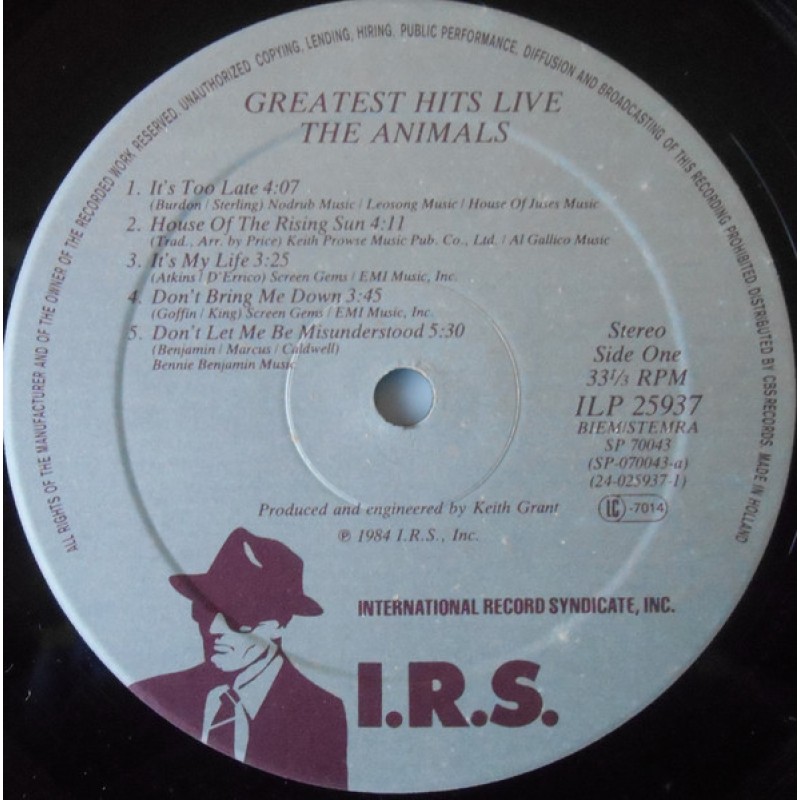 ALL RIGHTS OF THE MANUFACTURER AND OF THE OWNER OF THE RECORDED WORK RESERVED. UNAUTHORIZED COPYING, LENDING, HIRING, PUBLIC PERFORMANCE, DIFFUSION AND BROADCASTING OF THIS RECORDING PROHIBITED. DISTRIBUTED BY CBS RECORDS. MADE IN HOLLAND
GREATEST HITS LIVE
THE ANIMALS
1. It's Too Late 4:07
(Burdon / Sterling) Nodrub Music / Leosong Music / House Of Juses Music
2. House Of The Rising Sun 4:11
(Trad., Arr. by Price) Keith Prowse Music Pub. Co., Ltd. / Al Gallico Music
3. It's My Life 3:25
(Atkins / D'Errico) Screen Gems / EMI Music, Inc.
4. Don't Bring Me Down 3:45
(Goffin / King) Screen Gems / EMI Music, Inc.
5. Don't Let Me Be Misunderstood 5:30
(Benjamin / Marcus / Caldwell)
Bennie Benjamin Music
Stereo
Side One
33⅓ RPM
ILP 25937
BIEM/STEMRA
SP 70043
(SP-070043-a)
(24-025937-1)
LC -7014
Produced and engineered by Keith Grant
℗ 1984 I.R.S., Inc.
INTERNATIONAL RECORD SYNDICATE, INC.
I.R.S.